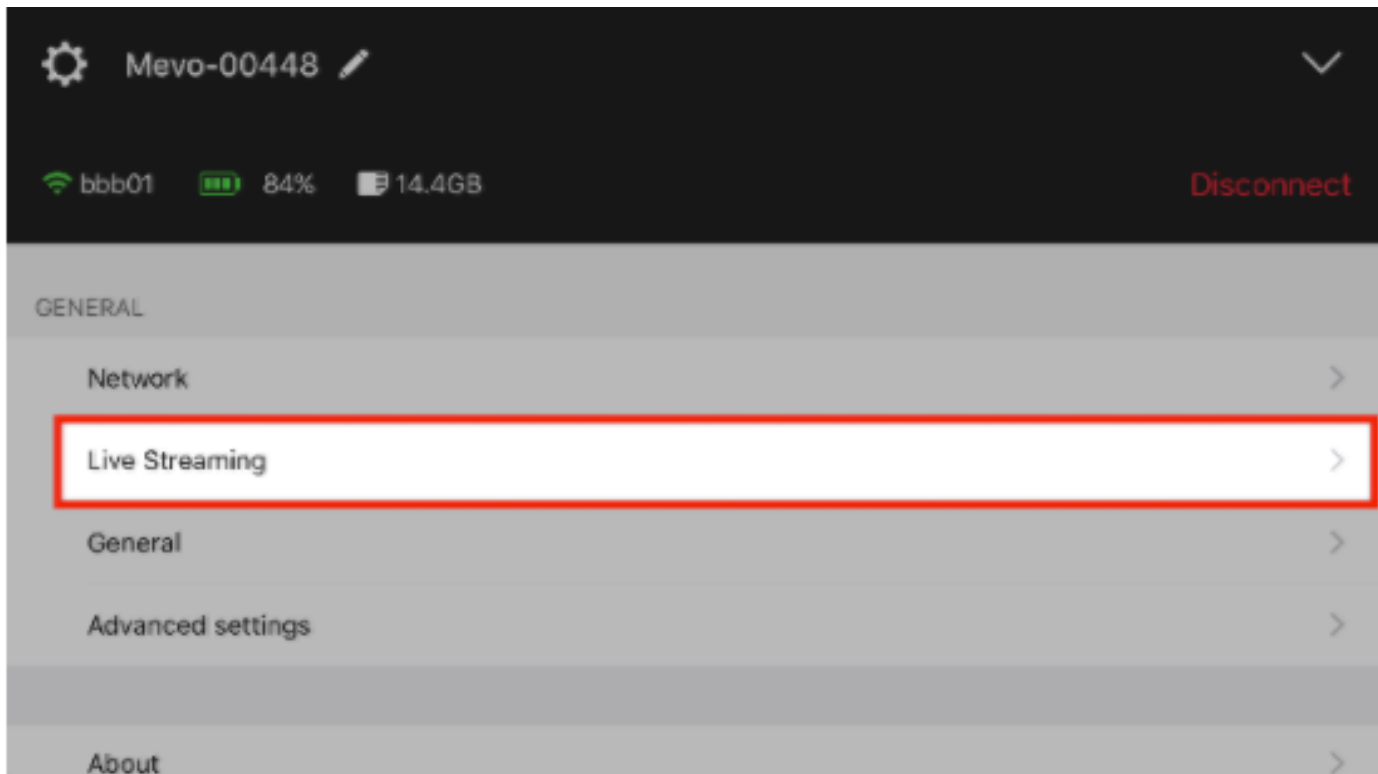 Mevo-00448
bbb01 84% 14.4GB Disconnect
GENERAL
Network
Live Streaming
General
Advanced settings
About